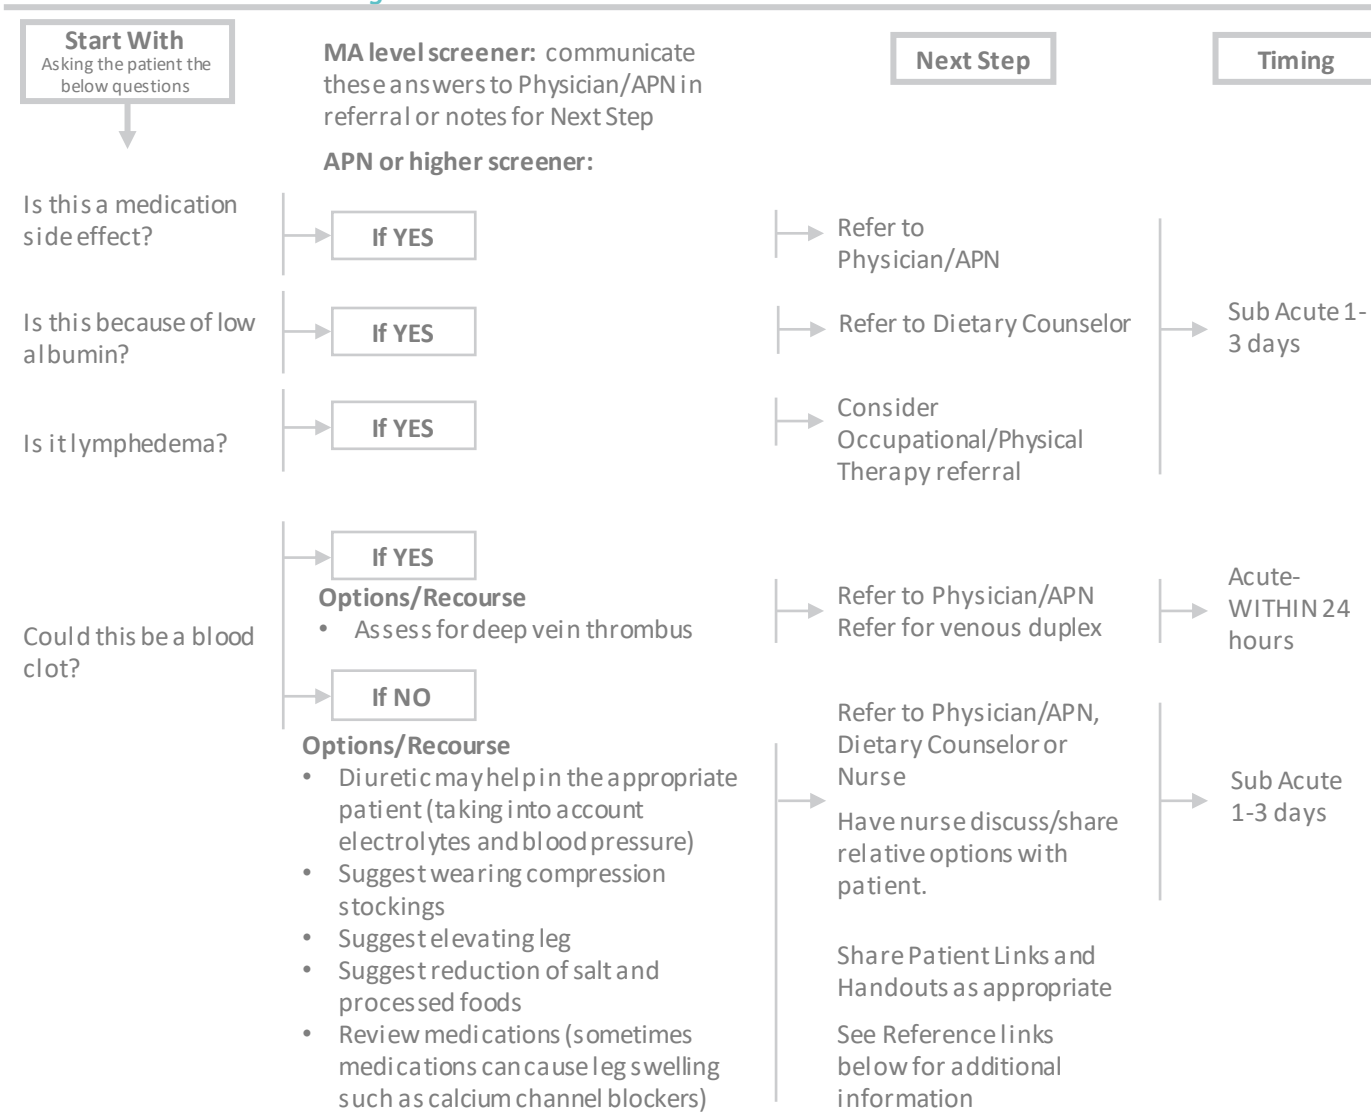 Start With
Asking the patient the
below questions
MA level screener: communicate
these answers to Physician/APN in
referral or notes for Next Step
APN or higher screener:
Next Step
Timing
Is this a medication
side effect?
If YES
Refer to
Physician/APN
Is this because of low
albumin?
If YES
Refer to Dietary Counselor
Sub Acute 1-
3 days
Is it lymphedema?
If YES
Consider
Occupational/Physical
Therapy referral
Could this be a blood
clot?
If YES
Options/Recourse
• Assess for deep vein thrombus
Refer to Physician/APN
Refer for venous duplex
Acute-
WITHIN 24
hours
If NO
Options/Recourse
• Diuretic may help in the appropriate
patient (taking into account
electrolytes and blood pressure)
• Suggest wearing compression
stockings
• Suggest elevating leg
• Suggest reduction of salt and
processed foods
• Review medications (sometimes
medications can cause leg swelling
such as calcium channel blockers)
Refer to Physician/APN,
Dietary Counselor or
Nurse
Have nurse discuss/share
relative options with
patient.
Share Patient Links and
Handouts as appropriate
See Reference links
below for additional
information
Sub Acute
1-3 days